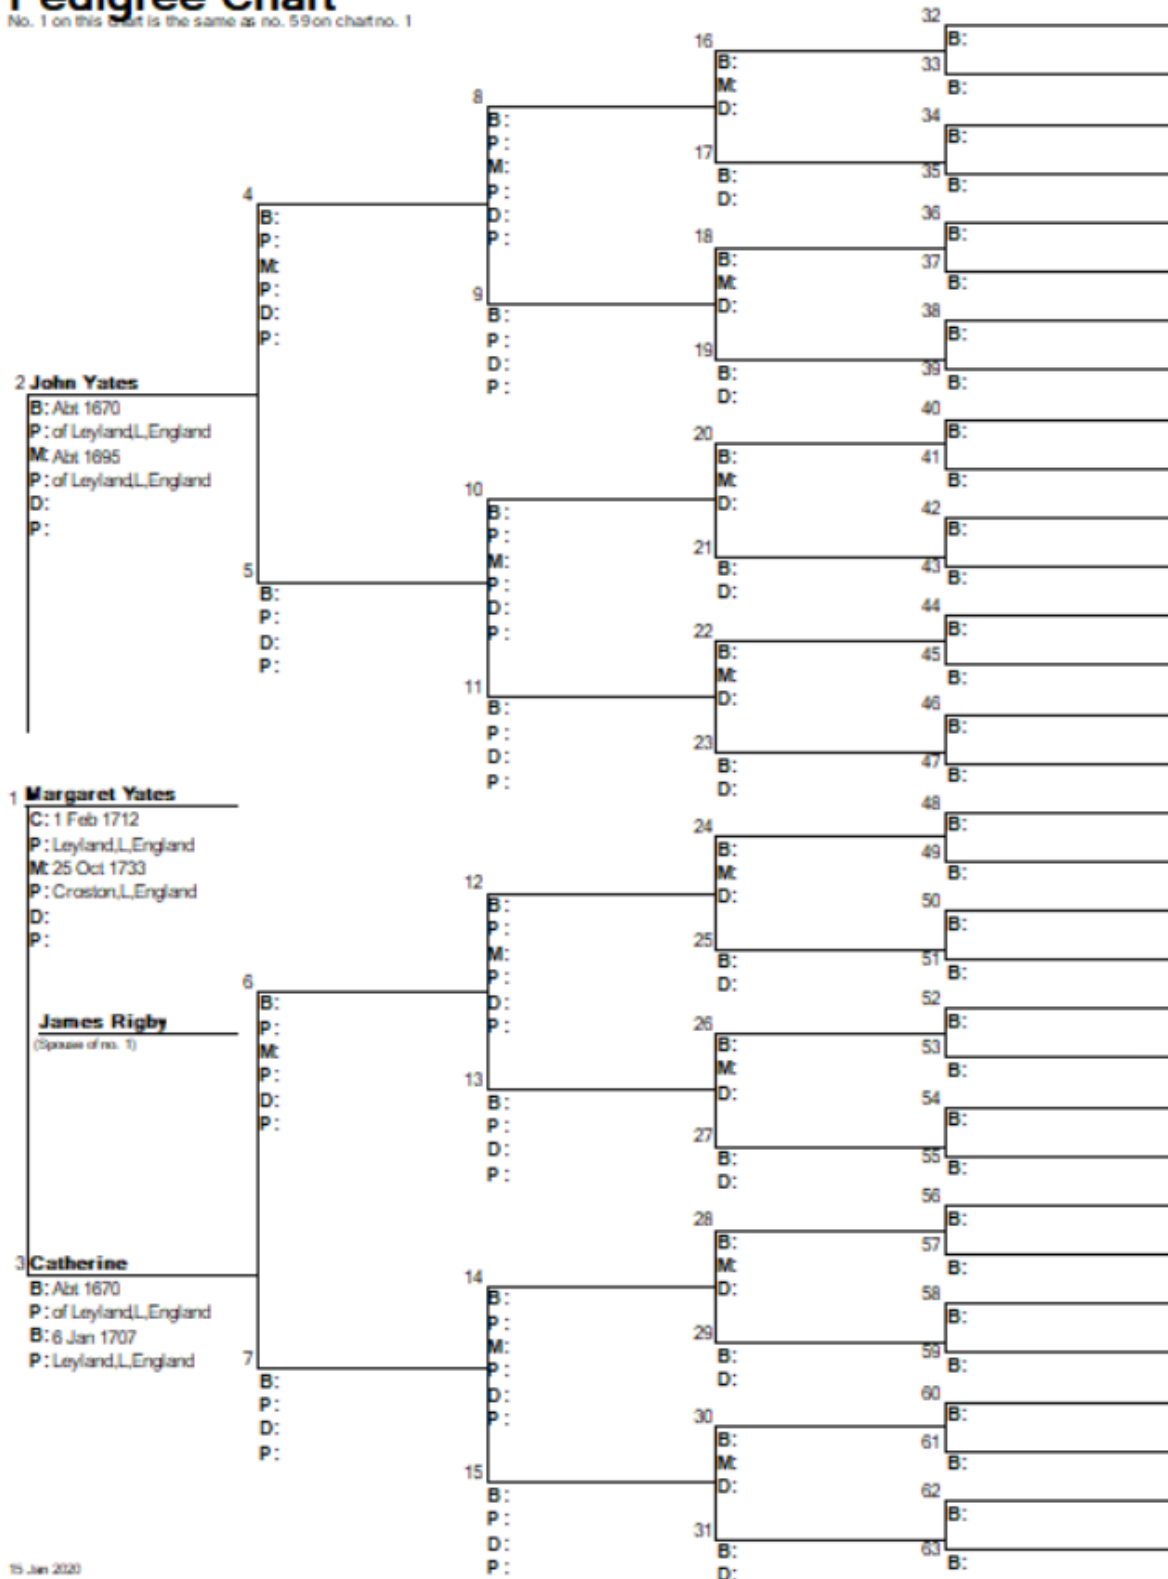 Pedigree Chart
No. 1 on this chart is the same as no. 59 on chart no. 1
2 John Yates
B: Abt 1670
P: of Leyland,L,England
M: Abt 1695
P: of Leyland,L,England
D:
P:
1 Margaret Yates
C: 1 Feb 1712
P: Leyland,L,England
M: 25 Oct 1733
P: Croston,L,England
D:
P:
James Rigby
(Spouse of no. 1)
3 Catherine
B: Abt 1670
P: of Leyland,L,England
B: 6 Jan 1707
P: Leyland,L,England
15 Jan 2020
4
B:
P:
M:
P:
D:
P:
5
B:
P:
D:
P:
6
B:
P:
M:
P:
D:
P:
7
B:
P:
D:
P:
8
B:
P:
M:
P:
D:
P:
9
B:
P:
D:
P:
10
B:
P:
M:
P:
D:
P:
11
B:
P:
D:
P:
12
B:
P:
M:
P:
D:
P:
13
B:
P:
D:
P:
14
B:
P:
M:
P:
D:
P:
15
B:
P:
D:
P:
16
B:
M:
D:
17
B:
D:
18
B:
M:
D:
19
B:
D:
20
B:
M:
D:
21
B:
D:
22
B:
M:
D:
23
B:
D:
24
B:
M:
D:
25
B:
D:
26
B:
M:
D:
27
B:
D:
28
B:
M:
D:
29
B:
D:
30
B:
M:
D:
31
B:
D:
32
B:
33
B:
34
B:
35
B:
36
B:
37
B:
38
B:
39
B:
40
B:
41
B:
42
B:
43
B:
44
B:
45
B:
46
B:
47
B:
48
B:
49
B:
50
B:
51
B:
52
B:
53
B:
54
B:
55
B:
56
B:
57
B:
58
B:
59
B:
60
B:
61
B:
62
B:
63
B: